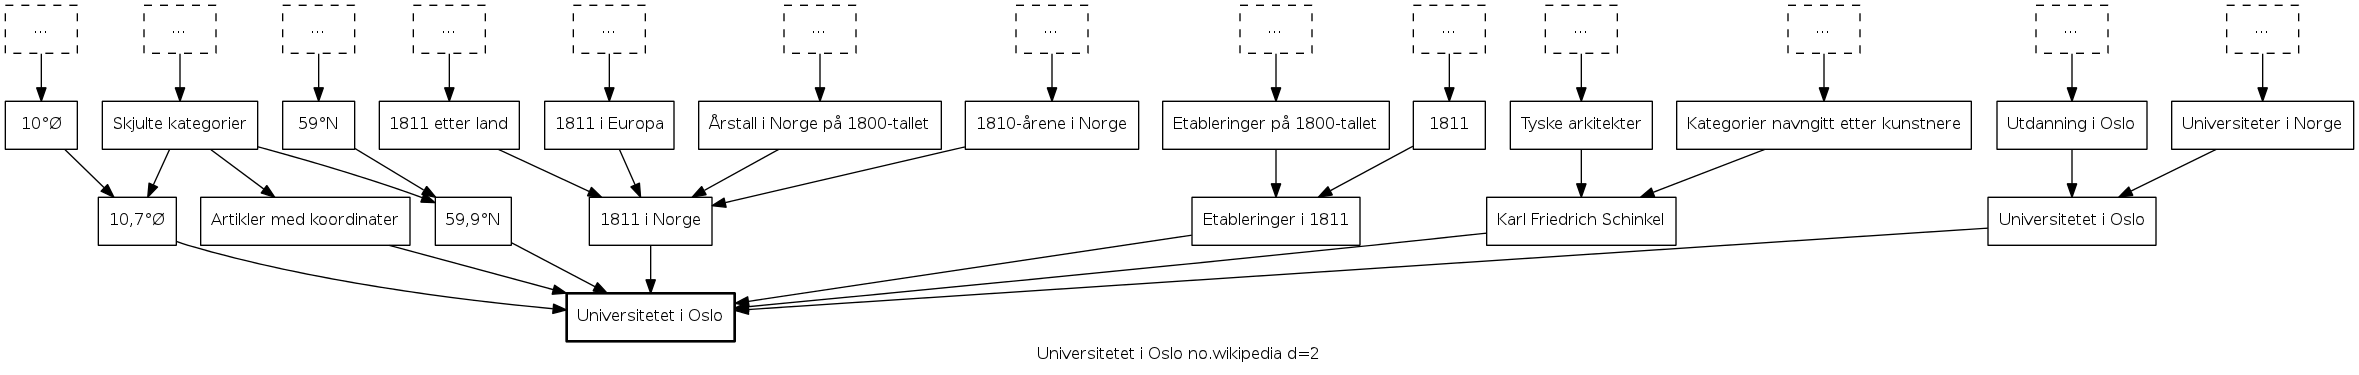 ... ... ... ... ... ... ... ... ... ... ... ... ...
10°Ø Skjulte kategorier 59°N 1811 etter land 1811 i Europa Årstall i Norge på 1800-tallet 1810-årene i Norge Etableringer på 1800-tallet 1811 Tyske arkitekter Kategorier navngitt etter kunstnere Utdanning i Oslo Universiteter i Norge
10,7°Ø Artikler med koordinater 59,9°N 1811 i Norge Etableringer i 1811 Karl Friedrich Schinkel Universitetet i Oslo
Universitetet i Oslo
Universitetet i Oslo no.wikipedia d=2